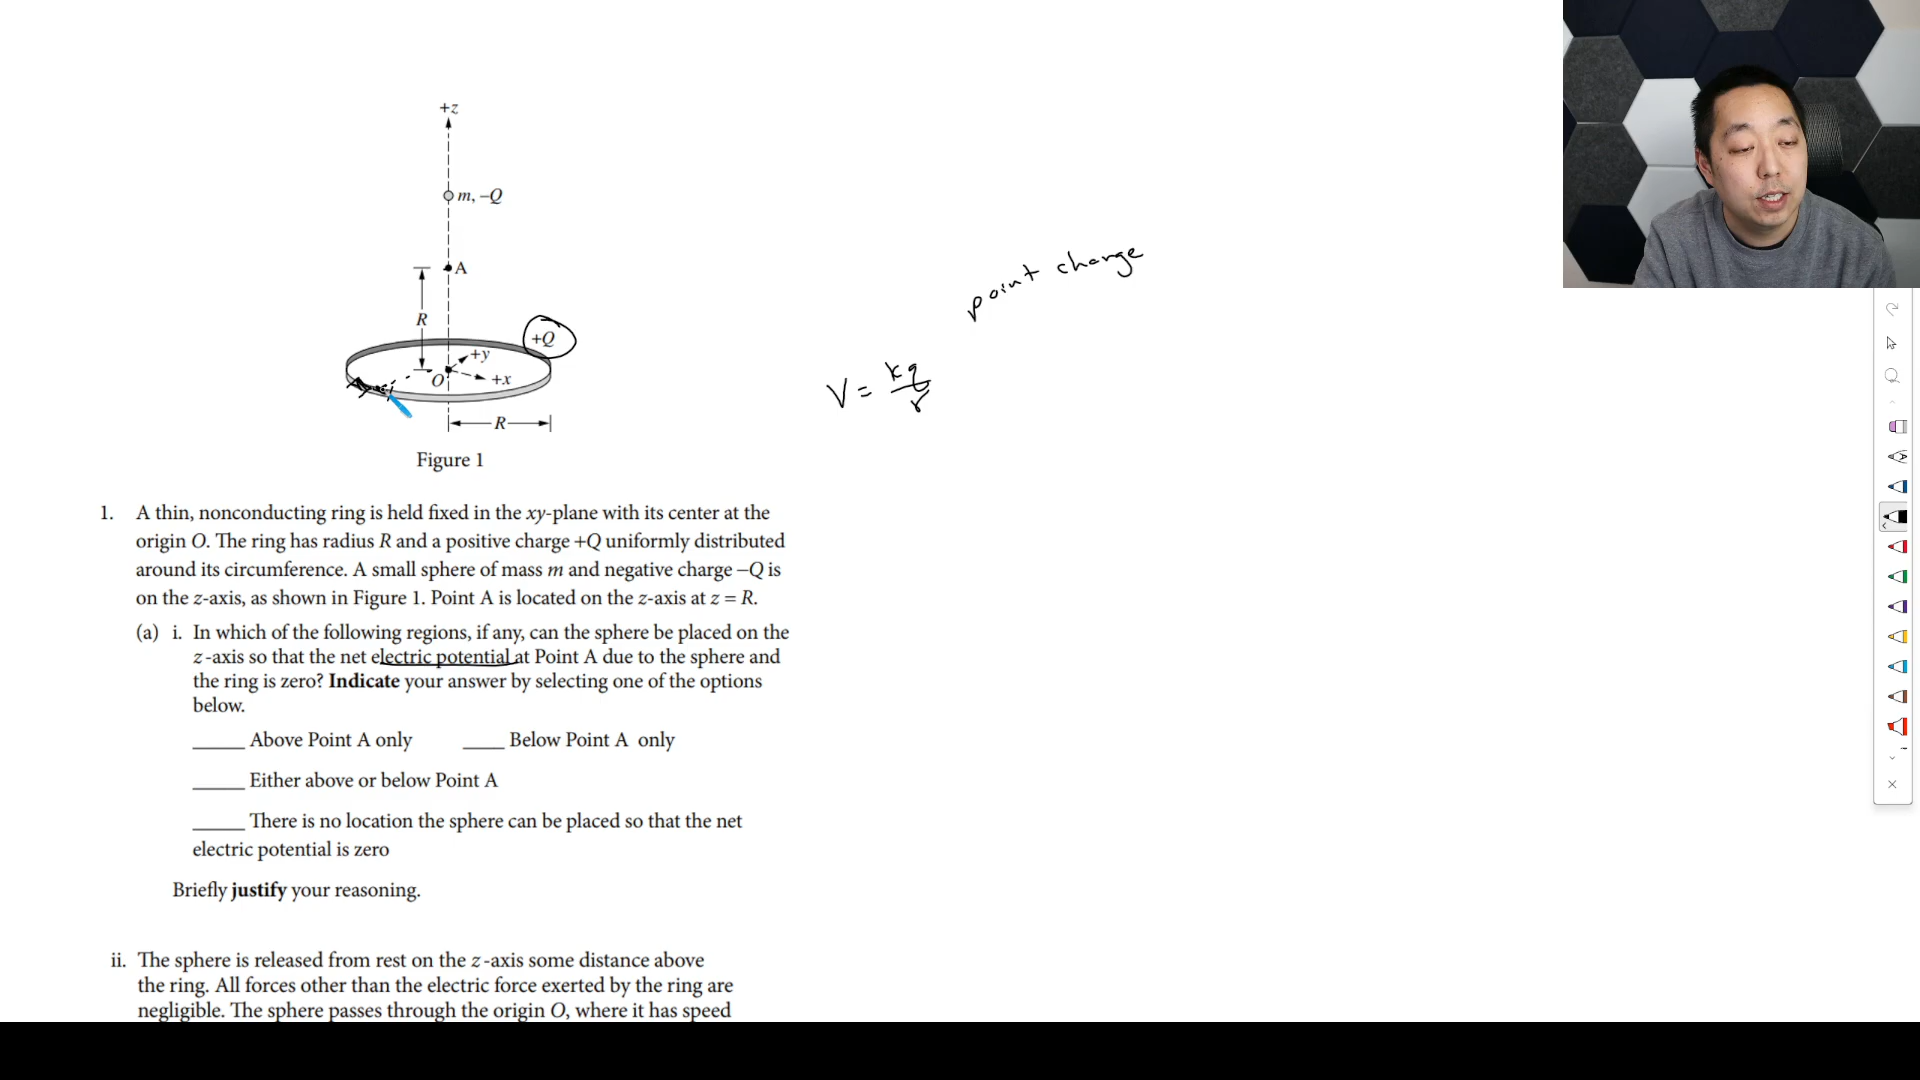 +z
m, −Q
A
R
+Q
+y
O
+x
R
Figure 1
point charge
V = kq/r
1. A thin, nonconducting ring is held fixed in the xy-plane with its center at the
origin O. The ring has radius R and a positive charge +Q uniformly distributed
around its circumference. A small sphere of mass m and negative charge −Q is
on the z-axis, as shown in Figure 1. Point A is located on the z-axis at z = R.
(a) i. In which of the following regions, if any, can the sphere be placed on the
z-axis so that the net electric potential at Point A due to the sphere and
the ring is zero? Indicate your answer by selecting one of the options
below.
_____ Above Point A only ____ Below Point A only
_____ Either above or below Point A
_____ There is no location the sphere can be placed so that the net
electric potential is zero
Briefly justify your reasoning.
ii. The sphere is released from rest on the z-axis some distance above
the ring. All forces other than the electric force exerted by the ring are
negligible. The sphere passes through the origin O, where it has speed